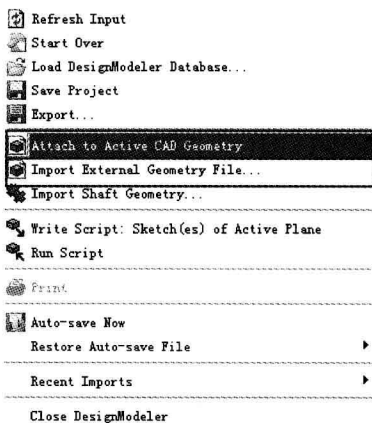 Refresh Input
Start Over
Load DesignModeler Database...
Save Project
Export...
Attach to Active CAD Geometry
Import External Geometry File...
Import Shaft Geometry...
Write Script: Sketch(es) of Active Plane
Run Script
Print
Auto-save Now
Restore Auto-save File
Recent Imports
Close DesignModeler